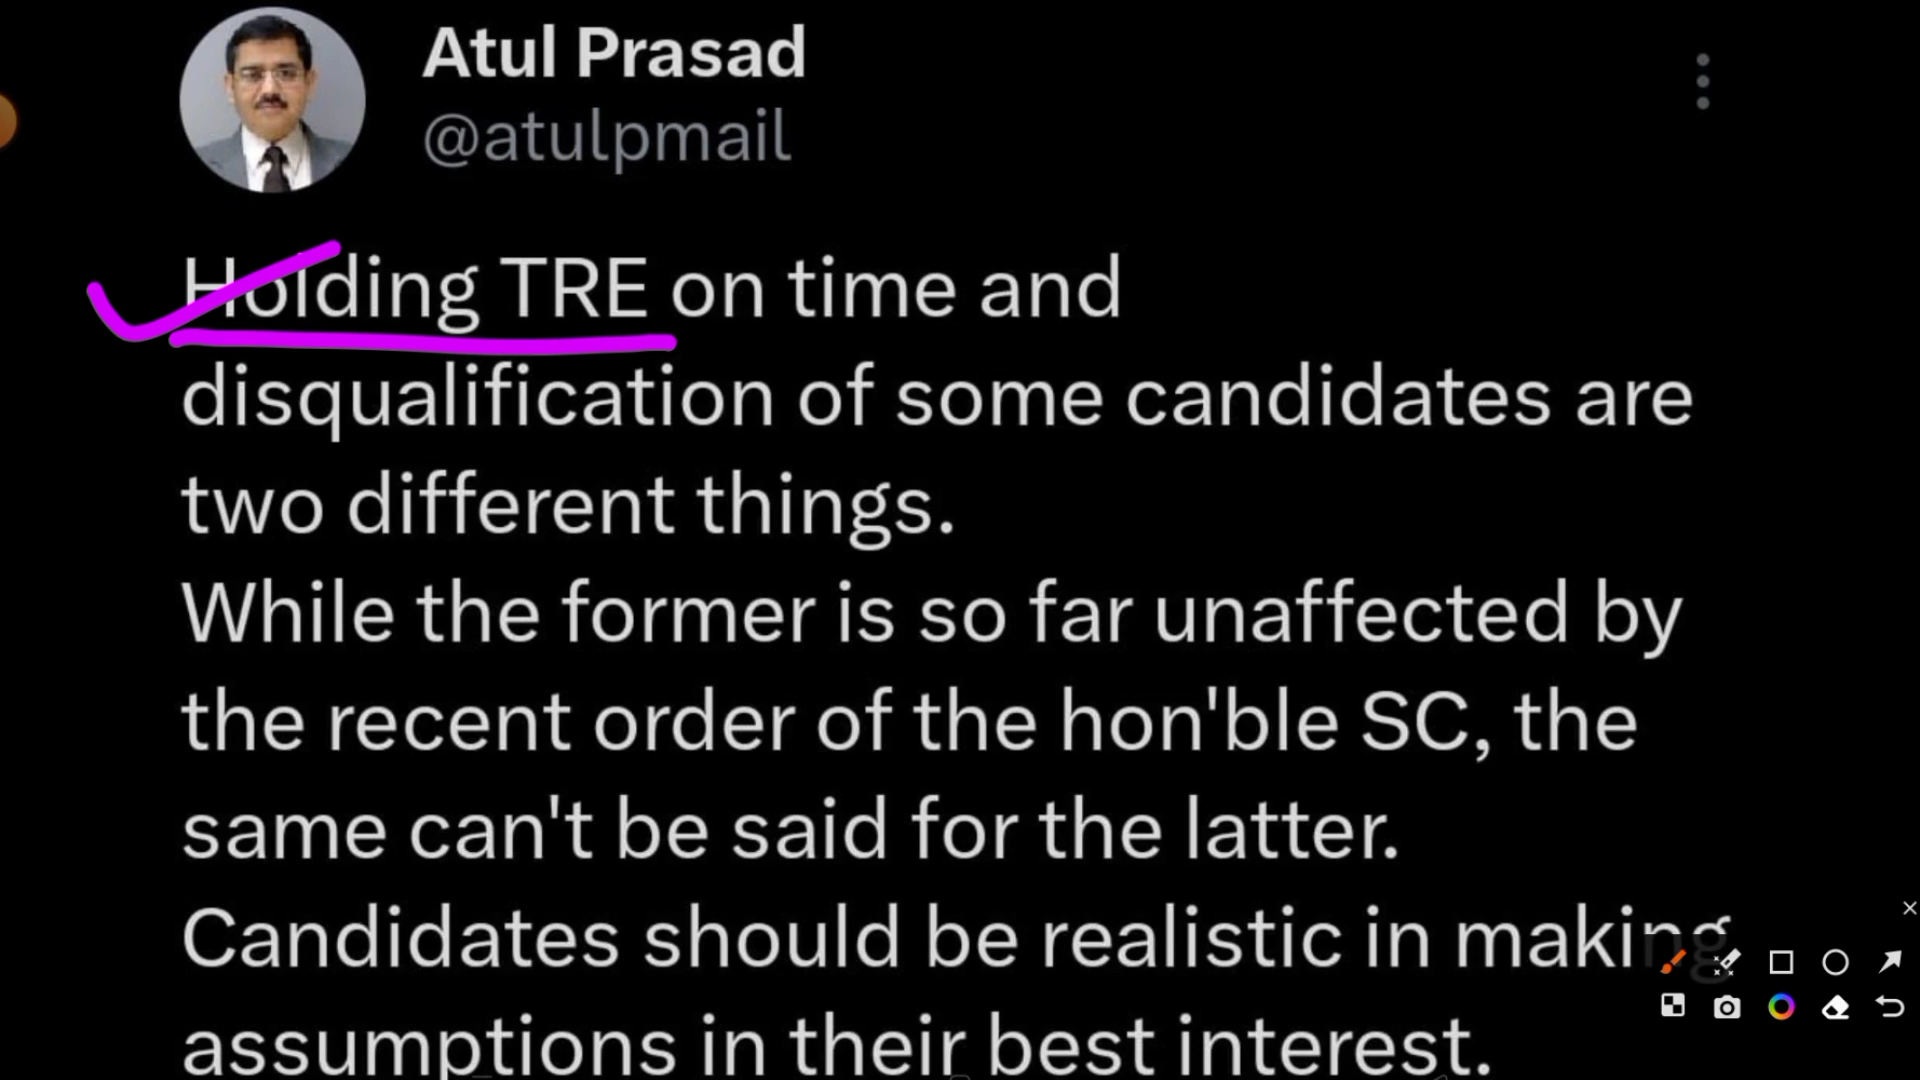 Atul Prasad
@atulpmail
Holding TRE on time and
disqualification of some candidates are
two different things.
While the former is so far unaffected by
the recent order of the hon'ble SC, the
same can't be said for the latter.
Candidates should be realistic in making
assumptions in their best interest.